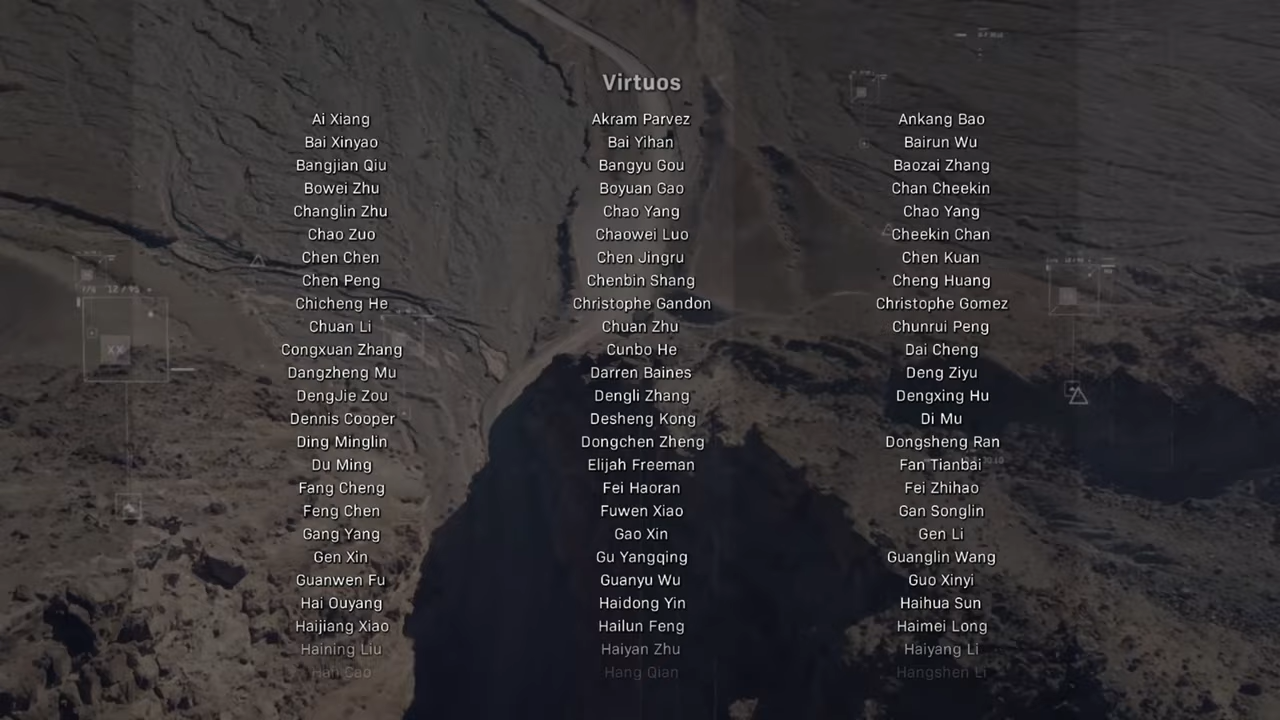 Virtuos
Ai Xiang Akram Parvez Ankang Bao
Bai Xinyao Bai Yihan Bairun Wu
Bangjian Qiu Bangyu Gou Baozai Zhang
Bowei Zhu Boyuan Gao Chan Cheekin
Changlin Zhu Chao Yang Chao Yang
Chao Zuo Chaowei Luo Cheekin Chan
Chen Chen Chen Jingru Chen Kuan
Chen Peng Chenbin Shang Cheng Huang
Chicheng He Christophe Gandon Christophe Gomez
Chuan Li Chuan Zhu Chunrui Peng
Congxuan Zhang Cunbo He Dai Cheng
Dangzheng Mu Darren Baines Deng Ziyu
DengJie Zou Dengli Zhang Dengxing Hu
Dennis Cooper Desheng Kong Di Mu
Ding Minglin Dongchen Zheng Dongsheng Ran
Du Ming Elijah Freeman Fan Tianbai
Fang Cheng Fei Haoran Fei Zhihao
Feng Chen Fuwen Xiao Gan Songlin
Gang Yang Gao Xin Gen Li
Gen Xin Gu Yangqing Guanglin Wang
Guanwen Fu Guanyu Wu Guo Xinyi
Hai Ouyang Haidong Yin Haihua Sun
Haijiang Xiao Hailun Feng Haimei Long
Haining Liu Haiyan Zhu Haiyang Li
Han Cao Hang Qian Hangshen Li